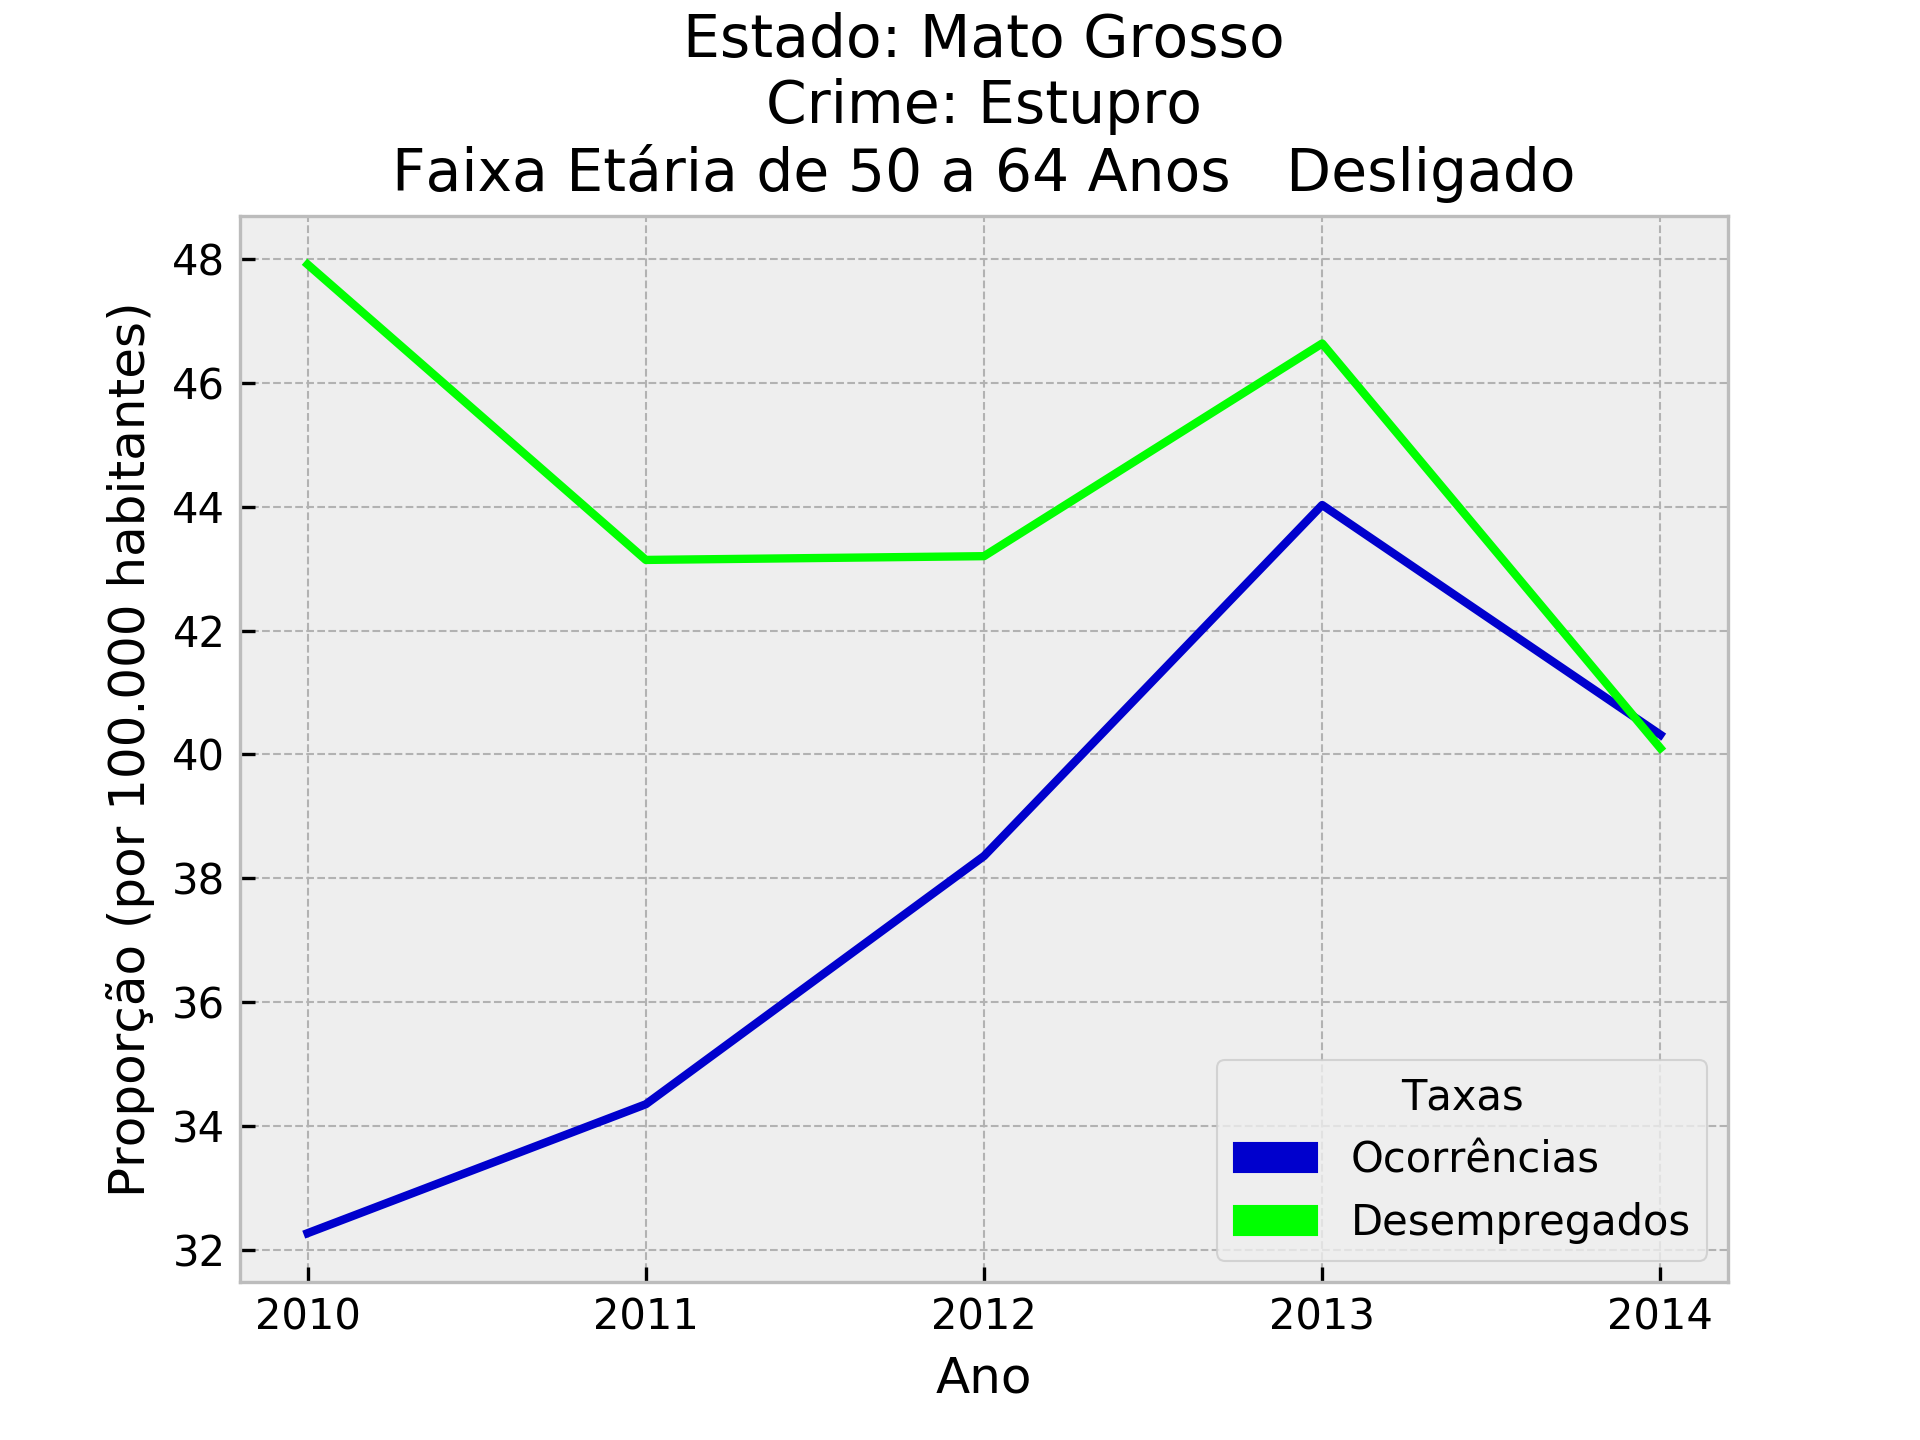 Estado: Mato Grosso
Crime: Estupro
Faixa Etária de 50 a 64 Anos   Desligado
Proporção (por 100.000 habitantes)
48
46
44
42
40
38
36
34
32
Taxas
Ocorrências
Desempregados
2010 2011 2012 2013 2014
Ano